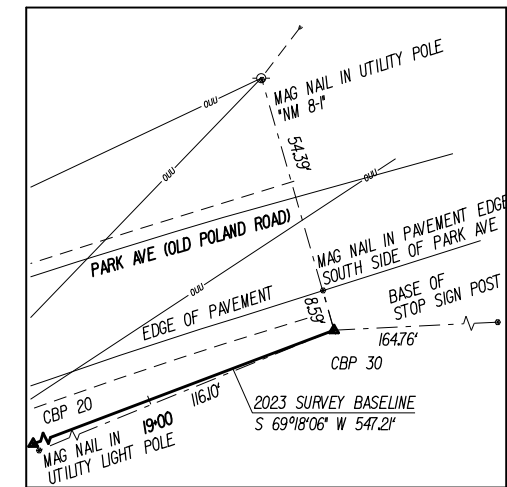 OUU
MAG NAIL IN UTILITY POLE
"NM 8-1"
OUU
54.39'
OUU
PARK AVE (OLD POLAND ROAD)
MAG NAIL IN PAVEMENT EDGE
SOUTH SIDE OF PARK AVE
OUU
EDGE OF PAVEMENT
8.59'
BASE OF
STOP SIGN POST
164.76'
CBP 30
CBP 20
19+00
116.10'
2023 SURVEY BASELINE
S 69°18'06" W 547.21'
MAG NAIL IN
UTILITY LIGHT POLE